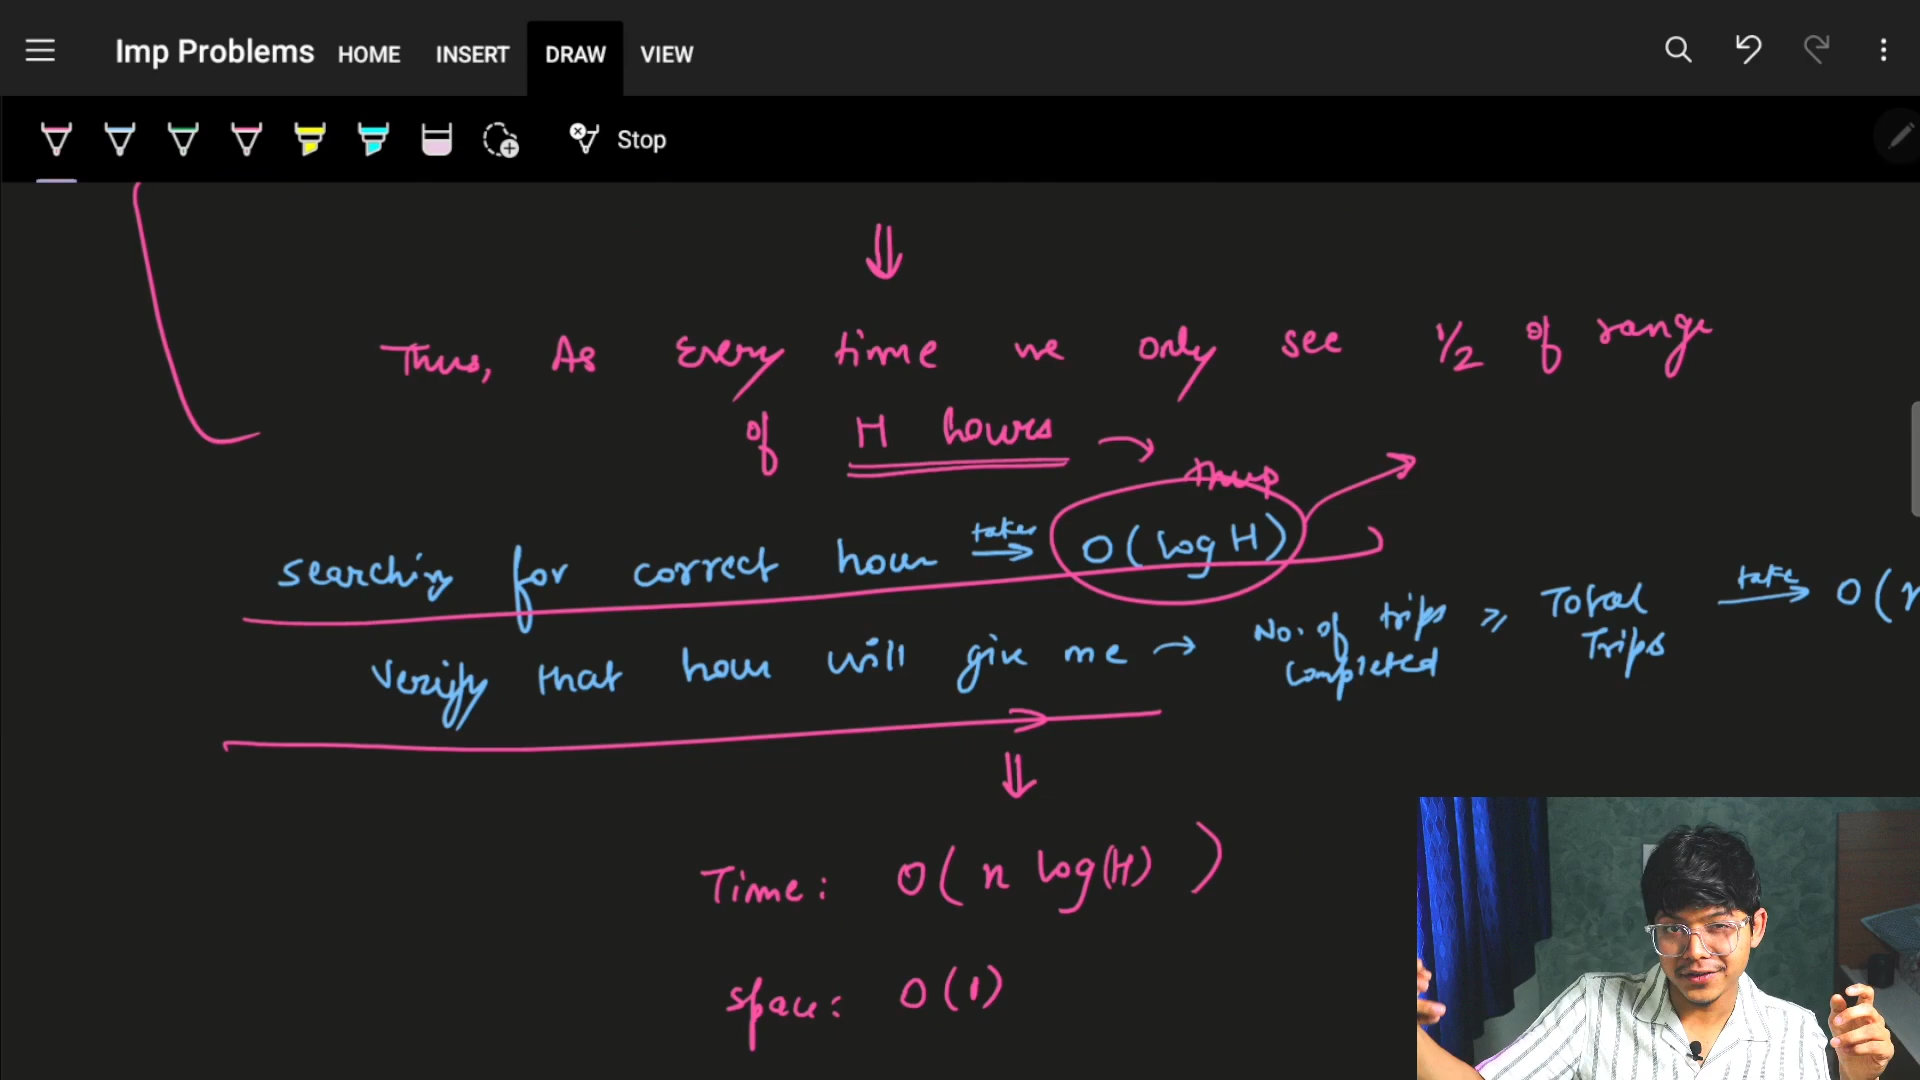 Imp Problems HOME INSERT DRAW VIEW
Stop
Thus, As Every time we only see 1/2 of range
of H hours →
searching for correct hour takes → O(log H)
verify that hour will give me → No. of trips completed ≥ Total Trips take → O(n
Time: O(n log(H))
space: O(1)